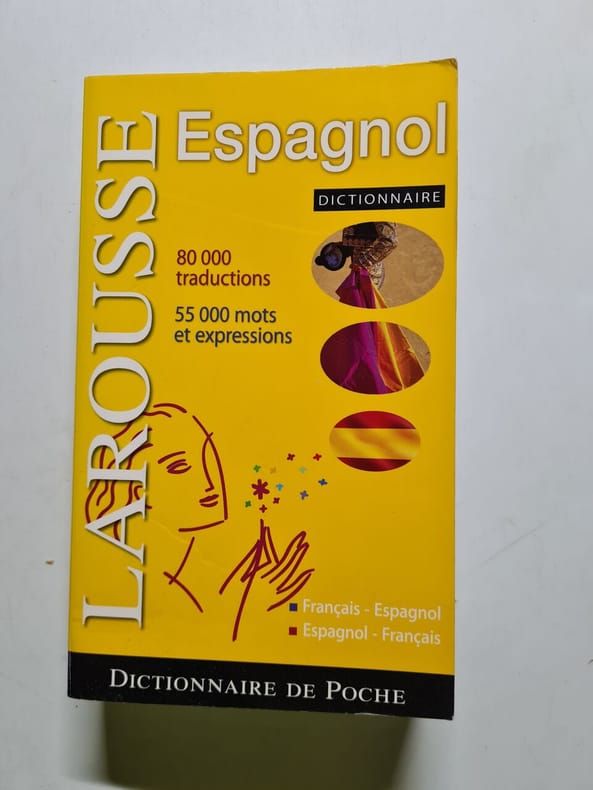 LAROUSSE
Espagnol
DICTIONNAIRE
80 000
traductions
55 000 mots
et expressions
Français - Espagnol
Espagnol - Français
DICTIONNAIRE DE POCHE